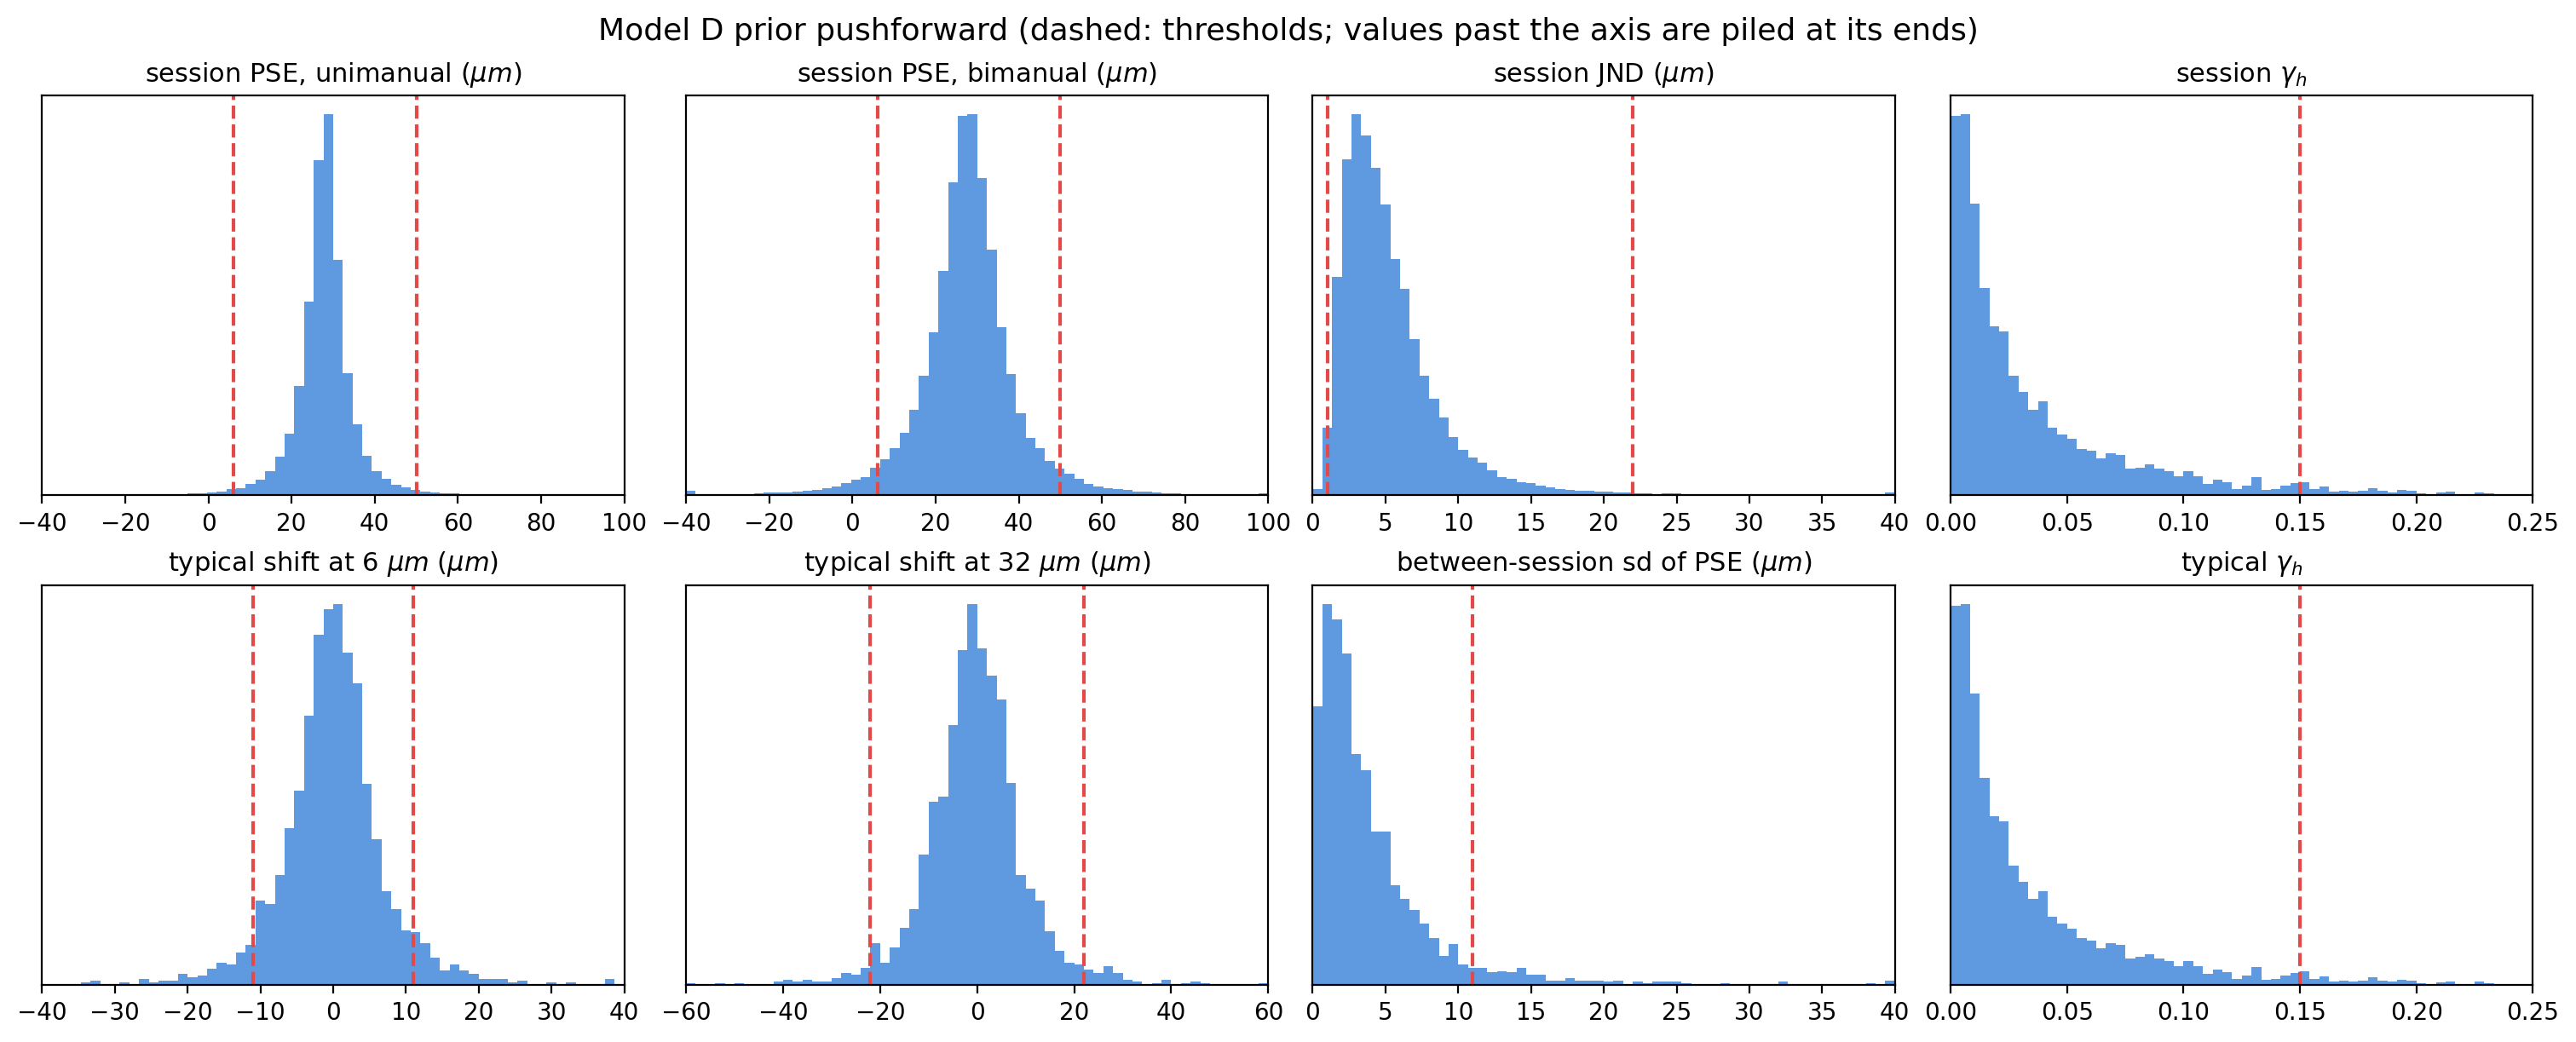 Model D prior pushforward (dashed: thresholds; values past the axis are piled at its ends)
session PSE, unimanual (μm)
session PSE, bimanual (μm)
session JND (μm)
session γh
−40 −20 0 20 40 60 80 100
−40 −20 0 20 40 60 80 100
0 5 10 15 20 25 30 35 40
0.00 0.05 0.10 0.15 0.20 0.25
typical shift at 6 μm (μm)
typical shift at 32 μm (μm)
between-session sd of PSE (μm)
typical γh
−40 −30 −20 −10 0 10 20 30 40
−60 −40 −20 0 20 40 60
0 5 10 15 20 25 30 35 40
0.00 0.05 0.10 0.15 0.20 0.25